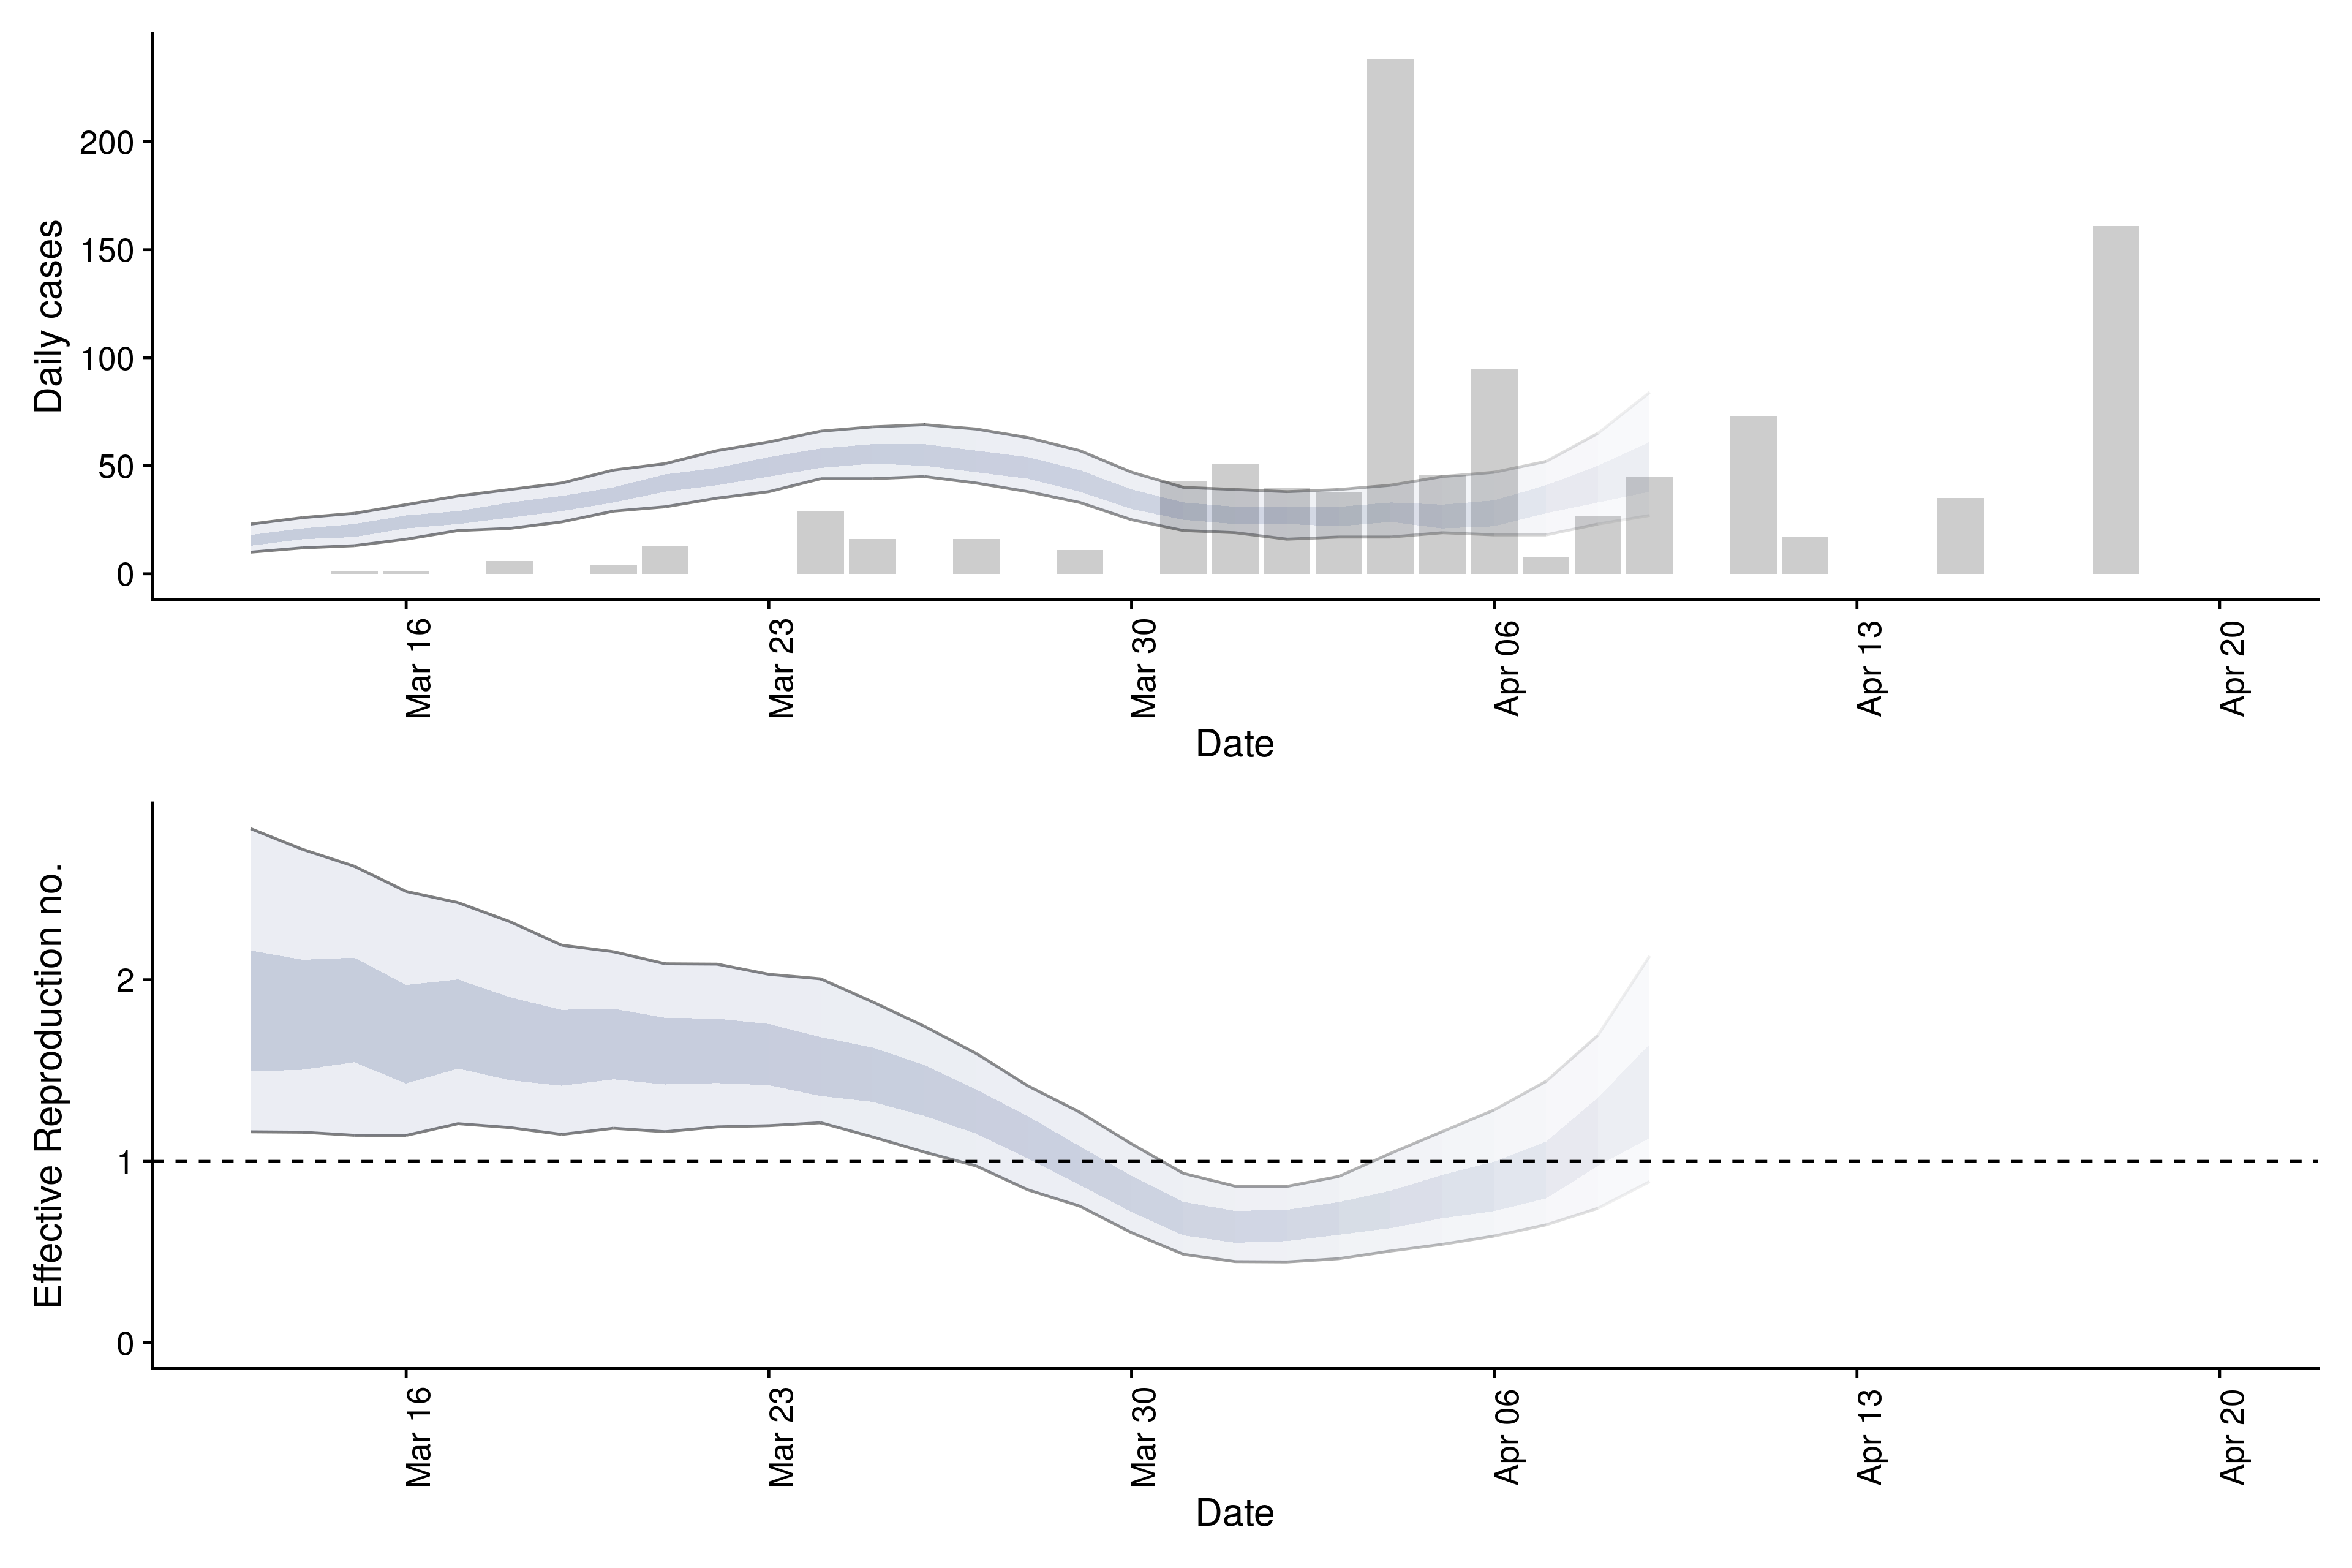 Daily cases
200
150
100
50
0
Mar 16
Mar 23
Mar 30
Apr 06
Apr 13
Apr 20
Date
Effective Reproduction no.
2
1
0
Mar 16
Mar 23
Mar 30
Apr 06
Apr 13
Apr 20
Date